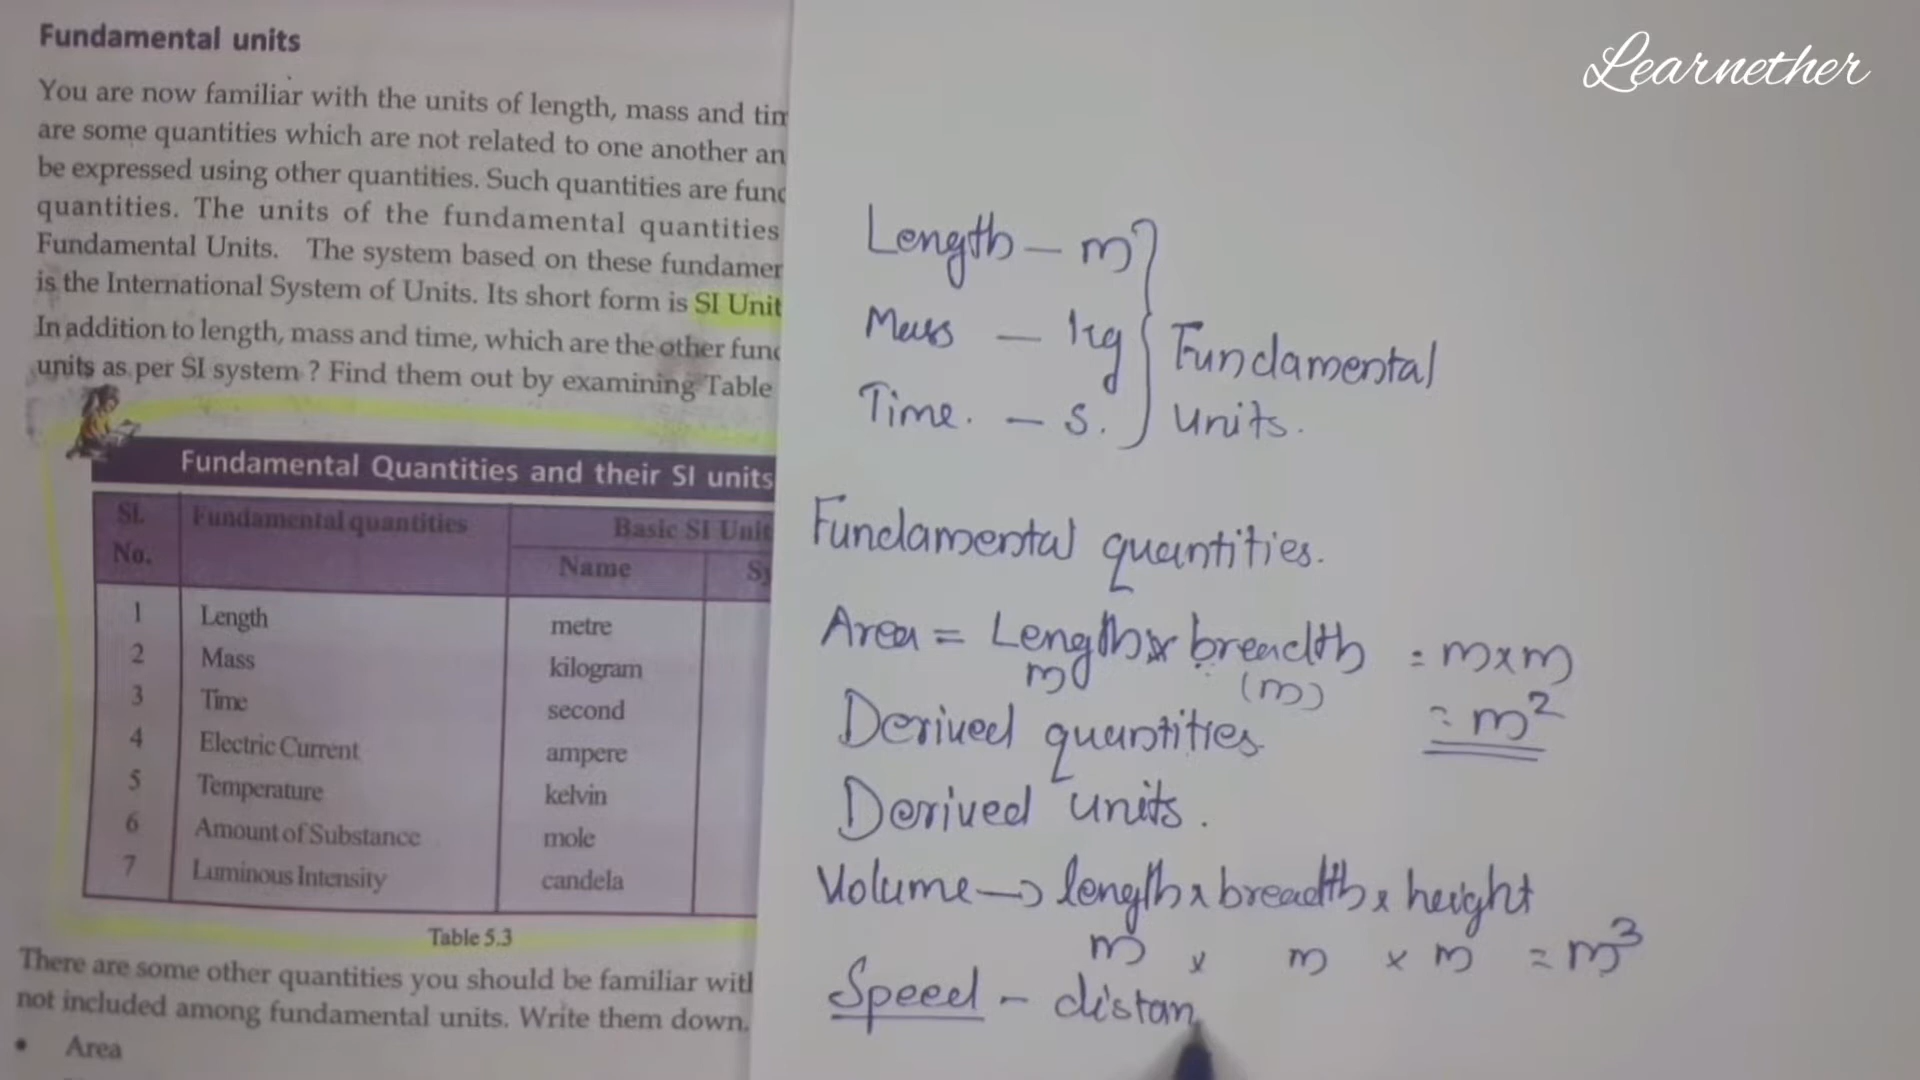 Fundamental units
You are now familiar with the units of length, mass and tim
are some quantities which are not related to one another an
be expressed using other quantities. Such quantities are fund
quantities. The units of the fundamental quantities
Fundamental Units. The system based on these fundamen
is the International System of Units. Its short form is SI Unit
In addition to length, mass and time, which are the other fund
units as per SI system ? Find them out by examining Table
Fundamental Quantities and their SI units
Sl. No. Fundamental quantities Basic SI Unit
Name Sy
1 Length metre
2 Mass kilogram
3 Time second
4 Electric Current ampere
5 Temperature kelvin
6 Amount of Substance mole
7 Luminous Intensity candela
Table 5.3
There are some other quantities you should be familiar with
not included among fundamental units. Write them down.
• Area
Learnether
Length – m
Mass – kg
Time. – s.
Fundamental
units.
Fundamental quantities.
Area = Length x breadth = m x m
m (m)
= m²
Derived quantities
Derived units.
Volume → length x breadth x height
m x m x m = m³
Speed – distan